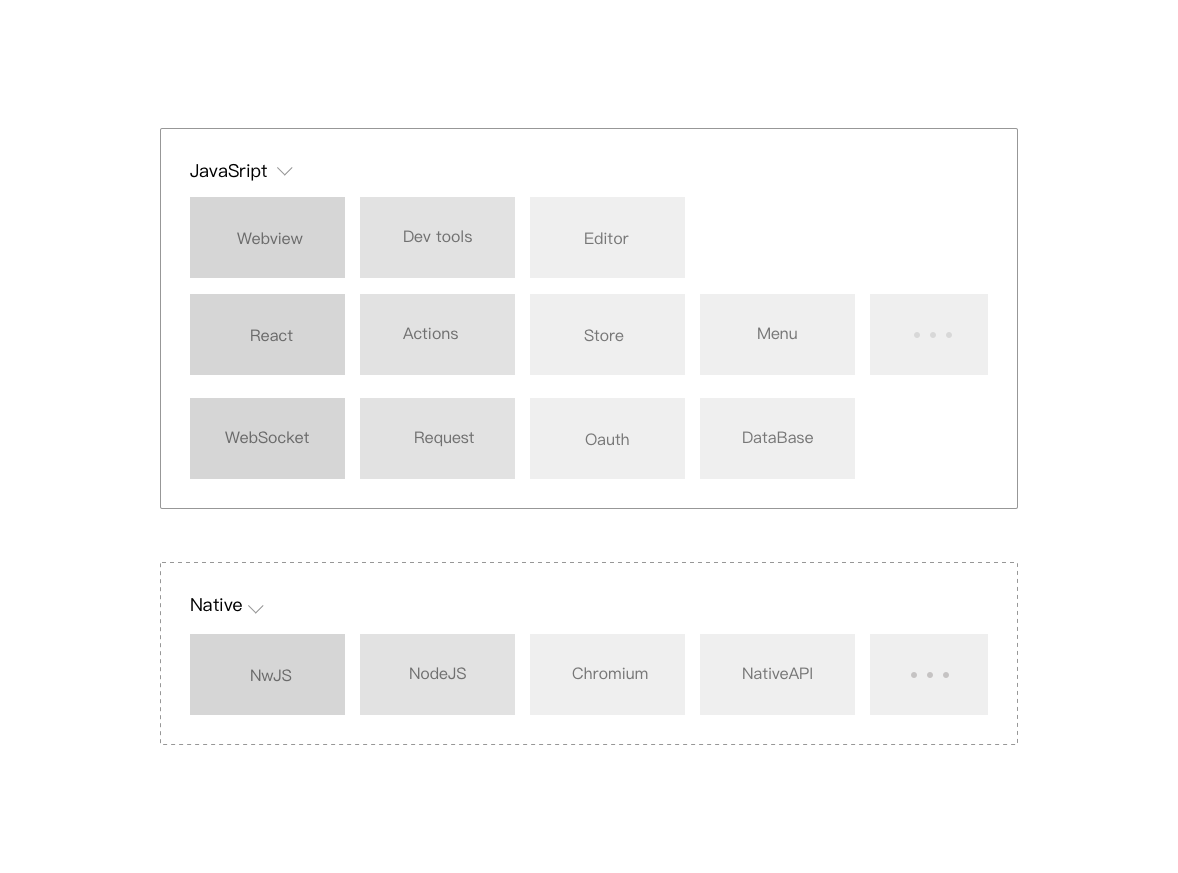 JavaSript
Webview Dev tools Editor
React Actions Store Menu
WebSocket Request Oauth DataBase
Native
NwJS NodeJS Chromium NativeAPI